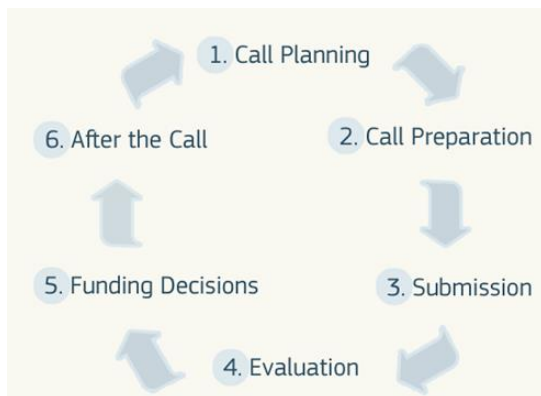 1. Call Planning
2. Call Preparation
3. Submission
4. Evaluation
5. Funding Decisions
6. After the Call